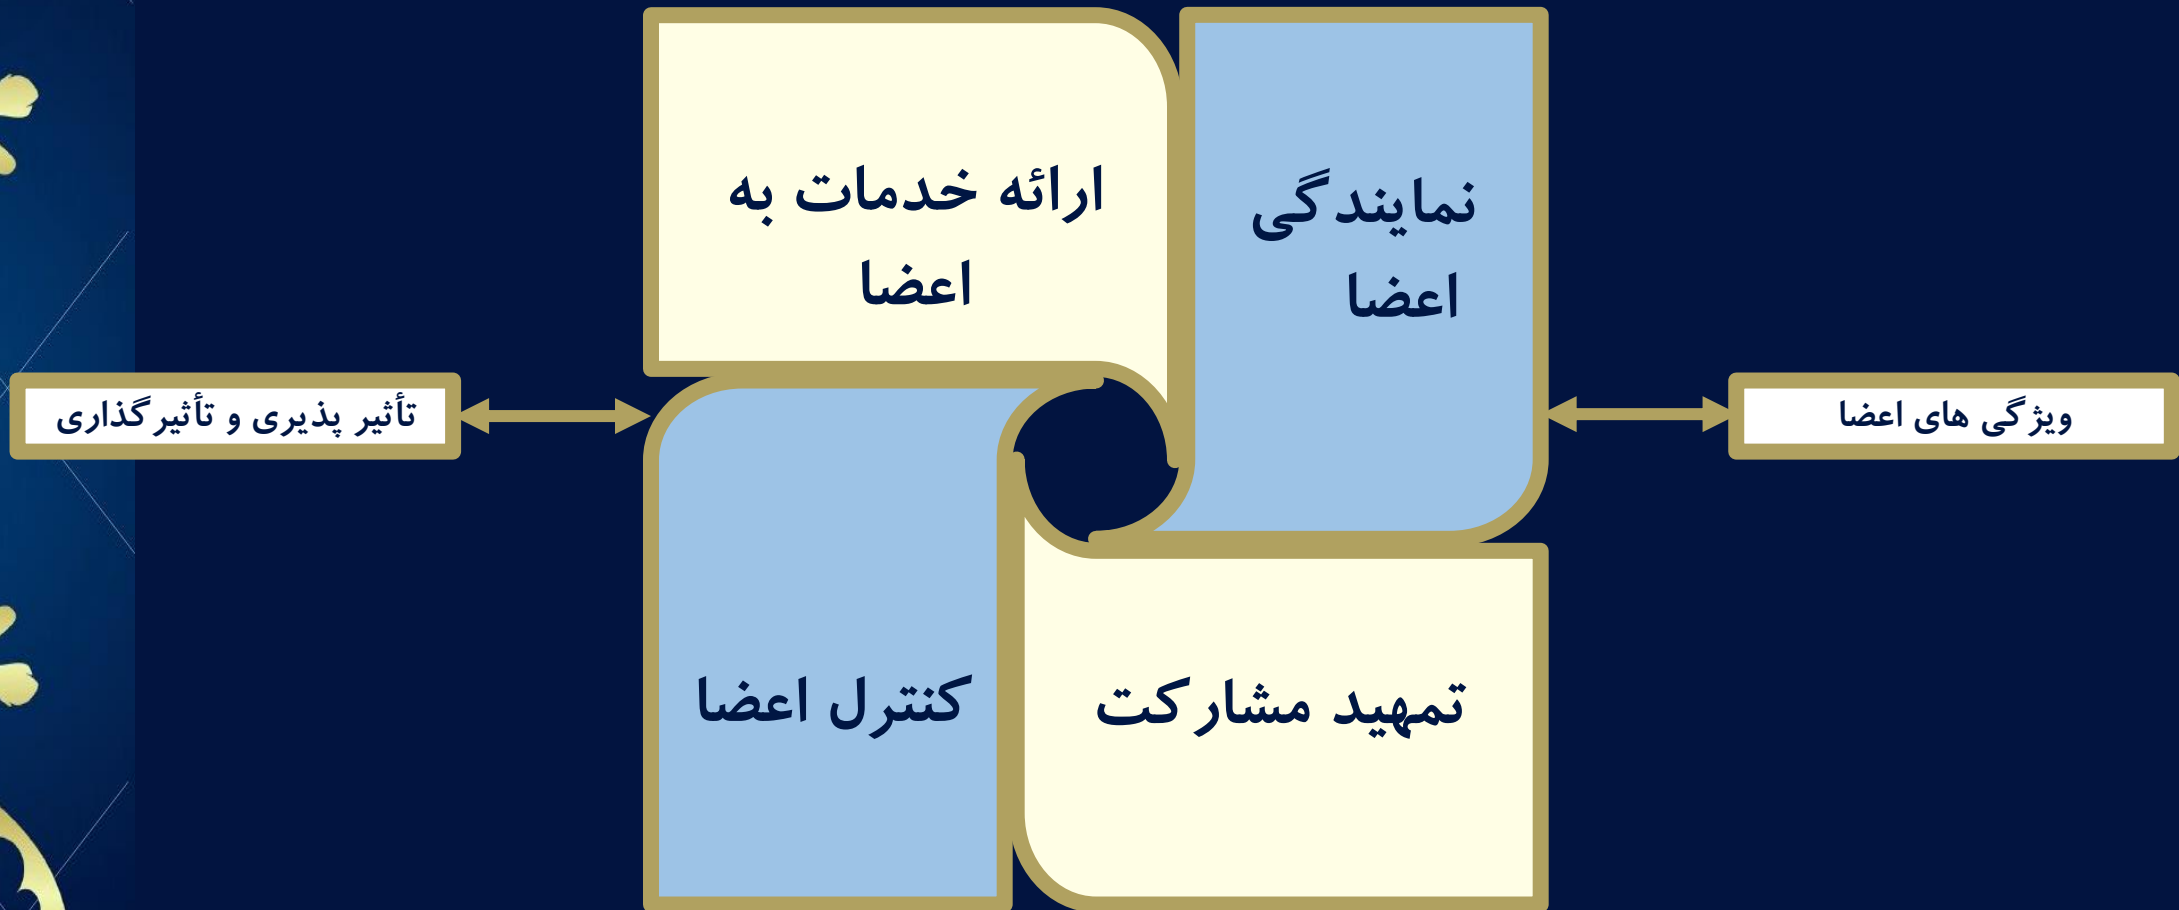 نمایندگی
اعضا
ارائه خدمات به
اعضا
ویژگی های اعضا
تأثیر پذیری و تأثیرگذاری
تمهید مشارکت
کنترل اعضا